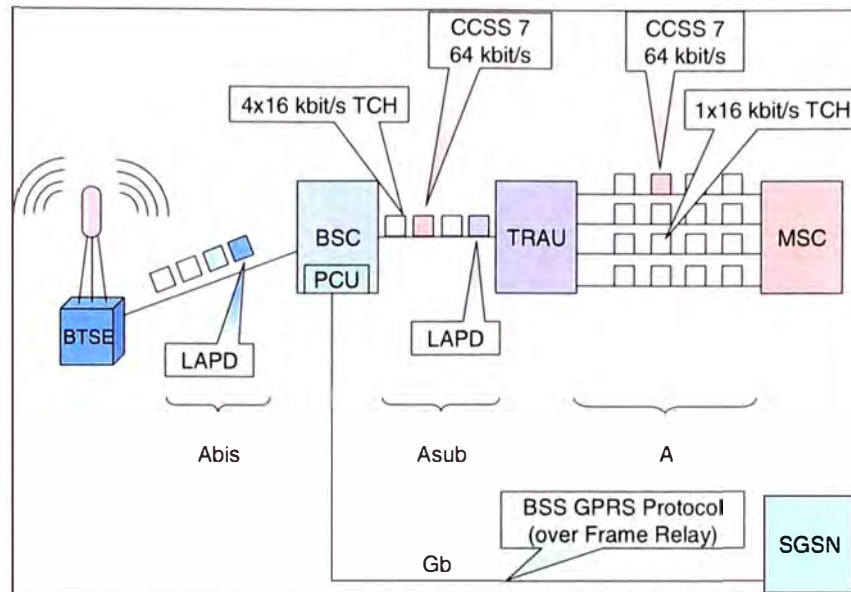 CCSS 7
64 kbit/s
CCSS 7
64 kbit/s
4x16 kbit/s TCH
1x16 kbit/s TCH
BSC
PCU
TRAU
MSC
BTSE
LAPD
LAPD
Abis
Asub
A
BSS GPRS Protocol
(over Frame Relay)
SGSN
Gb